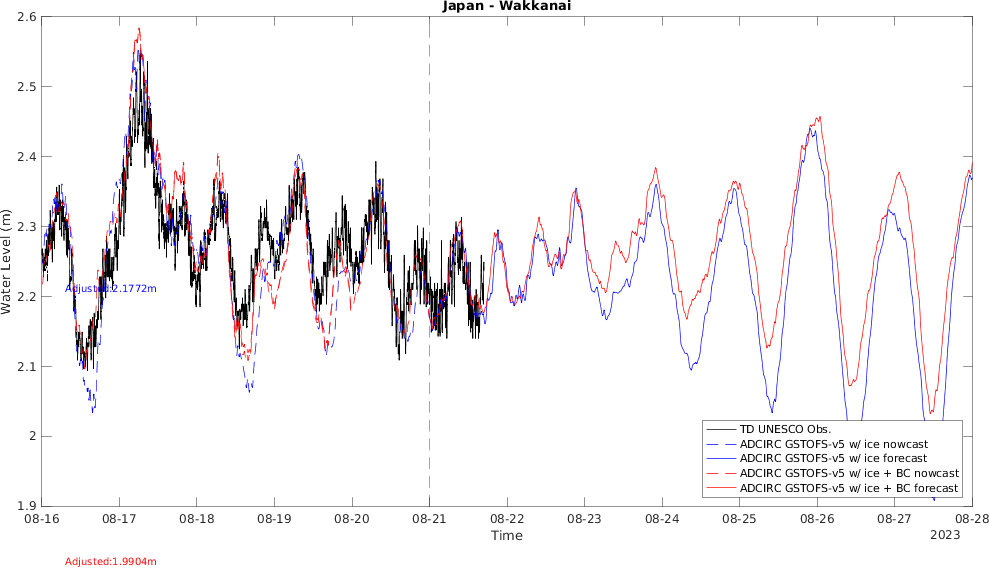 Japan - Wakkanai
2.6
2.5
2.4
2.3
2.2
2.1
2
1.9
Water Level (m)
Adjusted:2.1772m
TD UNESCO Obs.
ADCIRC GSTOFS-v5 w/ ice nowcast
ADCIRC GSTOFS-v5 w/ ice forecast
ADCIRC GSTOFS-v5 w/ ice + BC nowcast
ADCIRC GSTOFS-v5 w/ ice + BC forecast
08-16 08-17 08-18 08-19 08-20 08-21 08-22 08-23 08-24 08-25 08-26 08-27 08-28
Time
2023
Adjusted:1.9904m